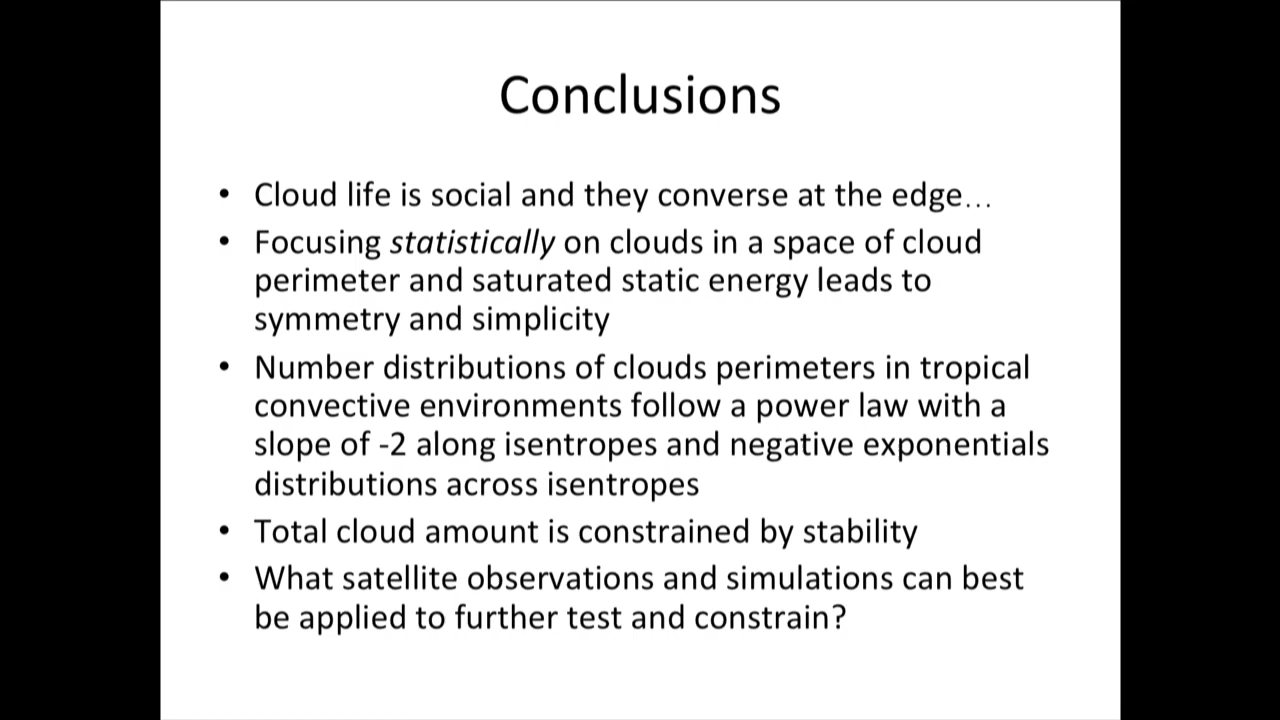 Conclusions
• Cloud life is social and they converse at the edge…
• Focusing statistically on clouds in a space of cloud
perimeter and saturated static energy leads to
symmetry and simplicity
• Number distributions of clouds perimeters in tropical
convective environments follow a power law with a
slope of -2 along isentropes and negative exponentials
distributions across isentropes
• Total cloud amount is constrained by stability
• What satellite observations and simulations can best
be applied to further test and constrain?